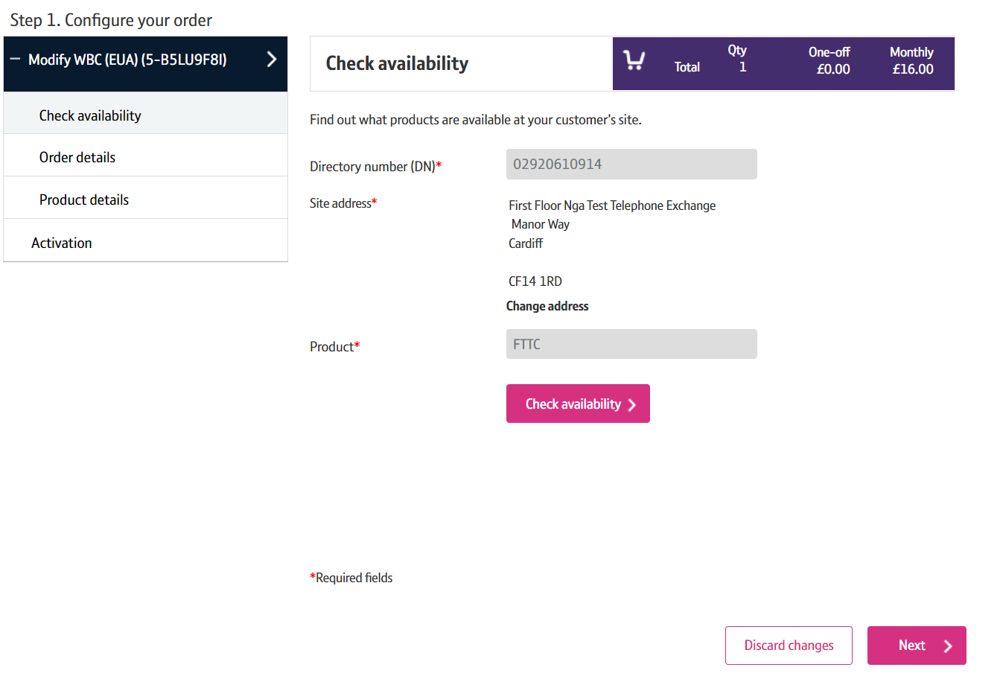 Step 1. Configure your order
Modify WBC (EUA) (5-B5LU9F8I)
Check availability
Order details
Product details
Activation
Check availability
Total
Qty
1
One-off
£0.00
Monthly
£16.00
Find out what products are available at your customer's site.
Directory number (DN)*
02920610914
Site address*
First Floor Nga Test Telephone Exchange
Manor Way
Cardiff
CF14 1RD
Change address
Product*
FTTC
Check availability
*Required fields
Discard changes
Next